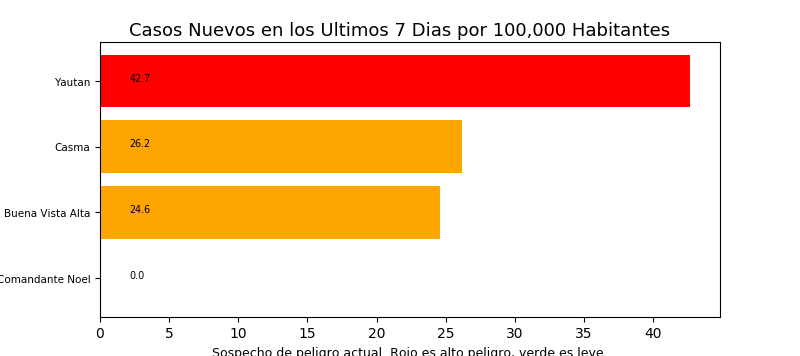 Casos Nuevos en los Ultimos 7 Dias por 100,000 Habitantes
Yautan 42.7
Casma 26.2
Buena Vista Alta 24.6
Comandante Noel 0.0
0 5 10 15 20 25 30 35 40
Sospecho de peligro actual. Rojo es alto peligro, verde es leve